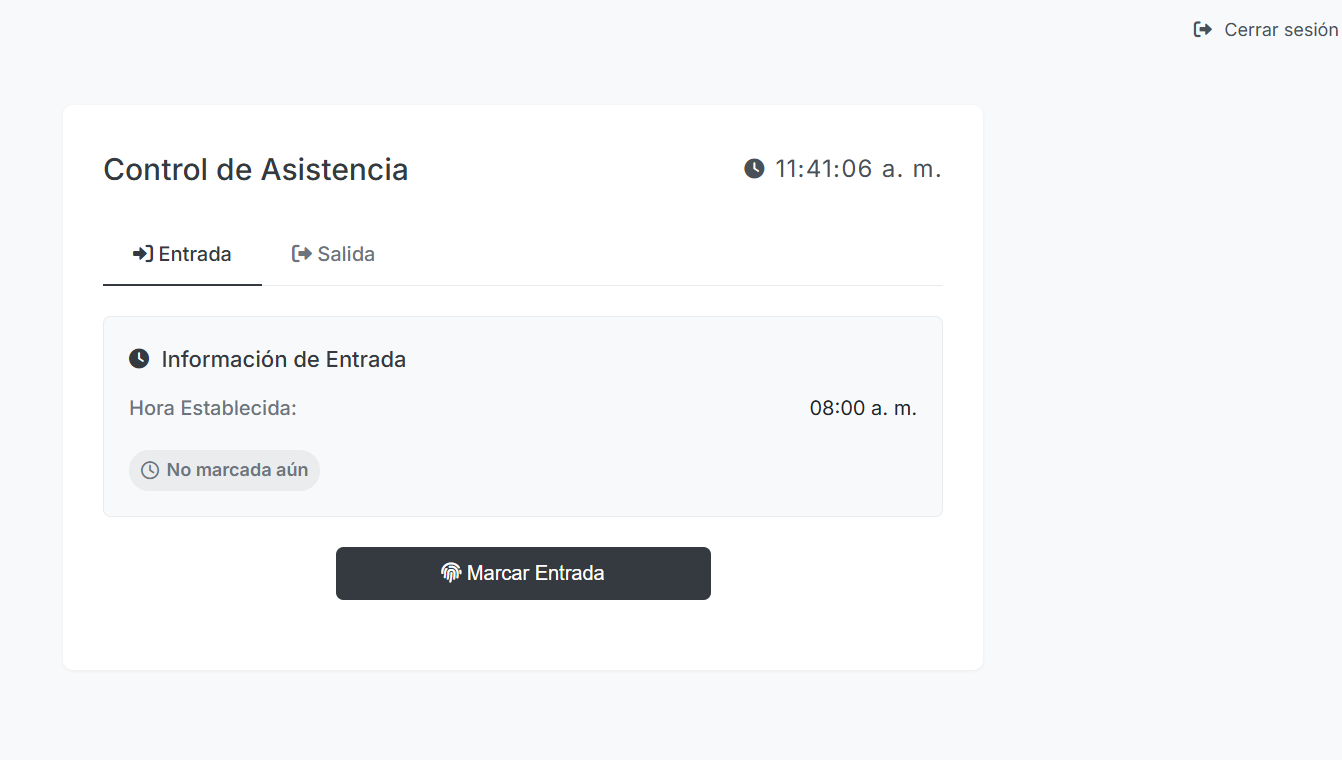 Cerrar sesión
Control de Asistencia
11:41:06 a. m.
Entrada
Salida
Información de Entrada
Hora Establecida:
08:00 a. m.
No marcada aún
Marcar Entrada